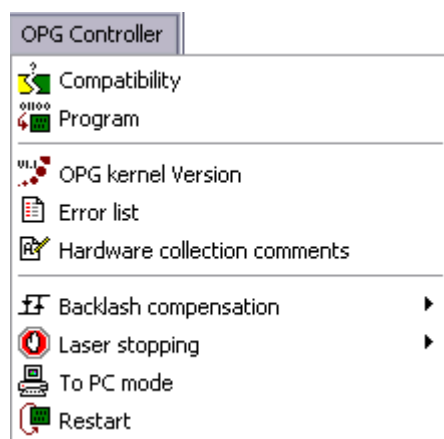 OPG Controller
Compatibility
Program
OPG kernel Version
Error list
Hardware collection comments
Backlash compensation
Laser stopping
To PC mode
Restart